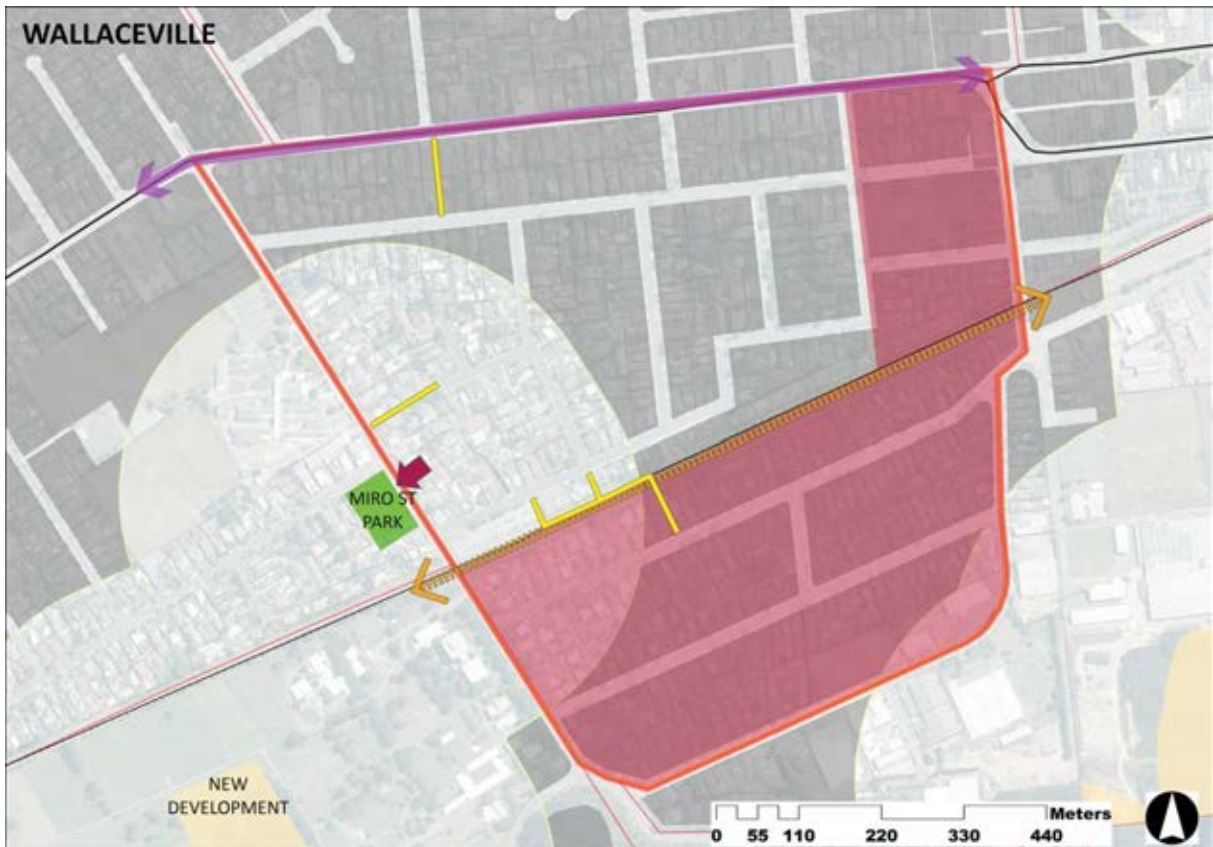 WALLACEVILLE
MIRO ST
PARK
NEW
DEVELOPMENT
Meters
0 55 110 220 330 440